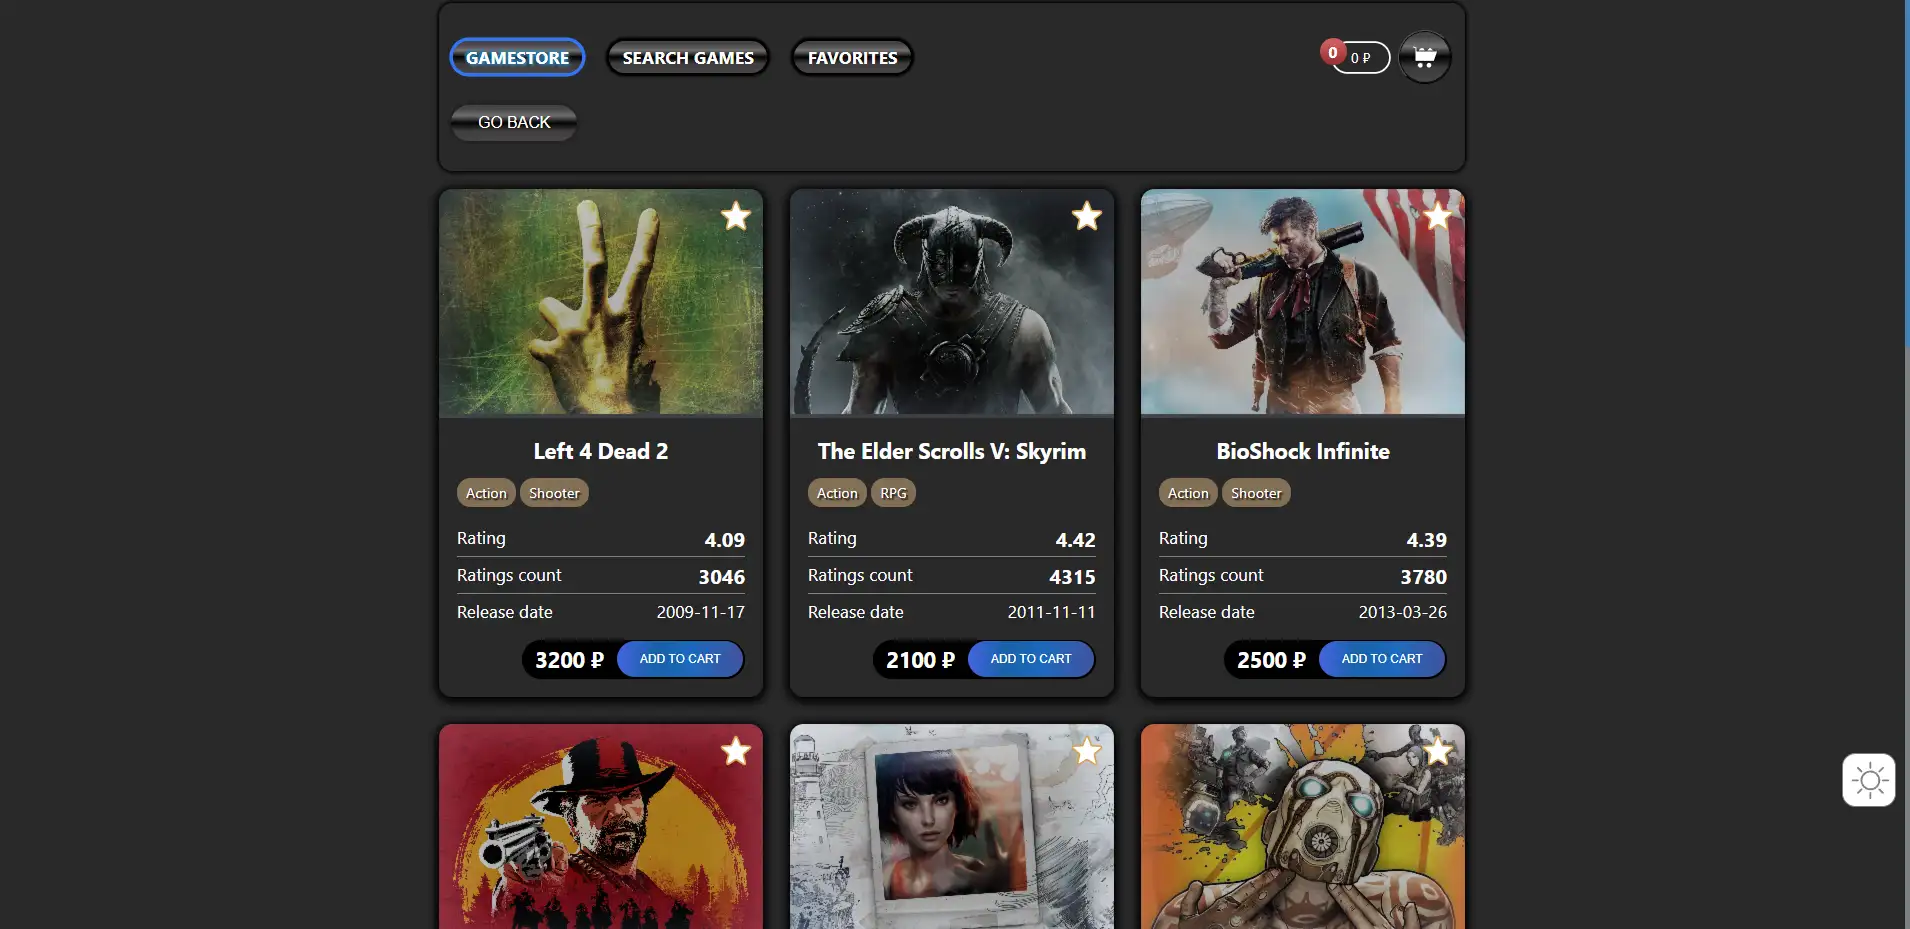 GAMESTORE SEARCH GAMES FAVORITES 0 0 ₽
GO BACK
Left 4 Dead 2
Action Shooter
Rating 4.09
Ratings count 3046
Release date 2009-11-17
3200 ₽ ADD TO CART
The Elder Scrolls V: Skyrim
Action RPG
Rating 4.42
Ratings count 4315
Release date 2011-11-11
2100 ₽ ADD TO CART
BioShock Infinite
Action Shooter
Rating 4.39
Ratings count 3780
Release date 2013-03-26
2500 ₽ ADD TO CART